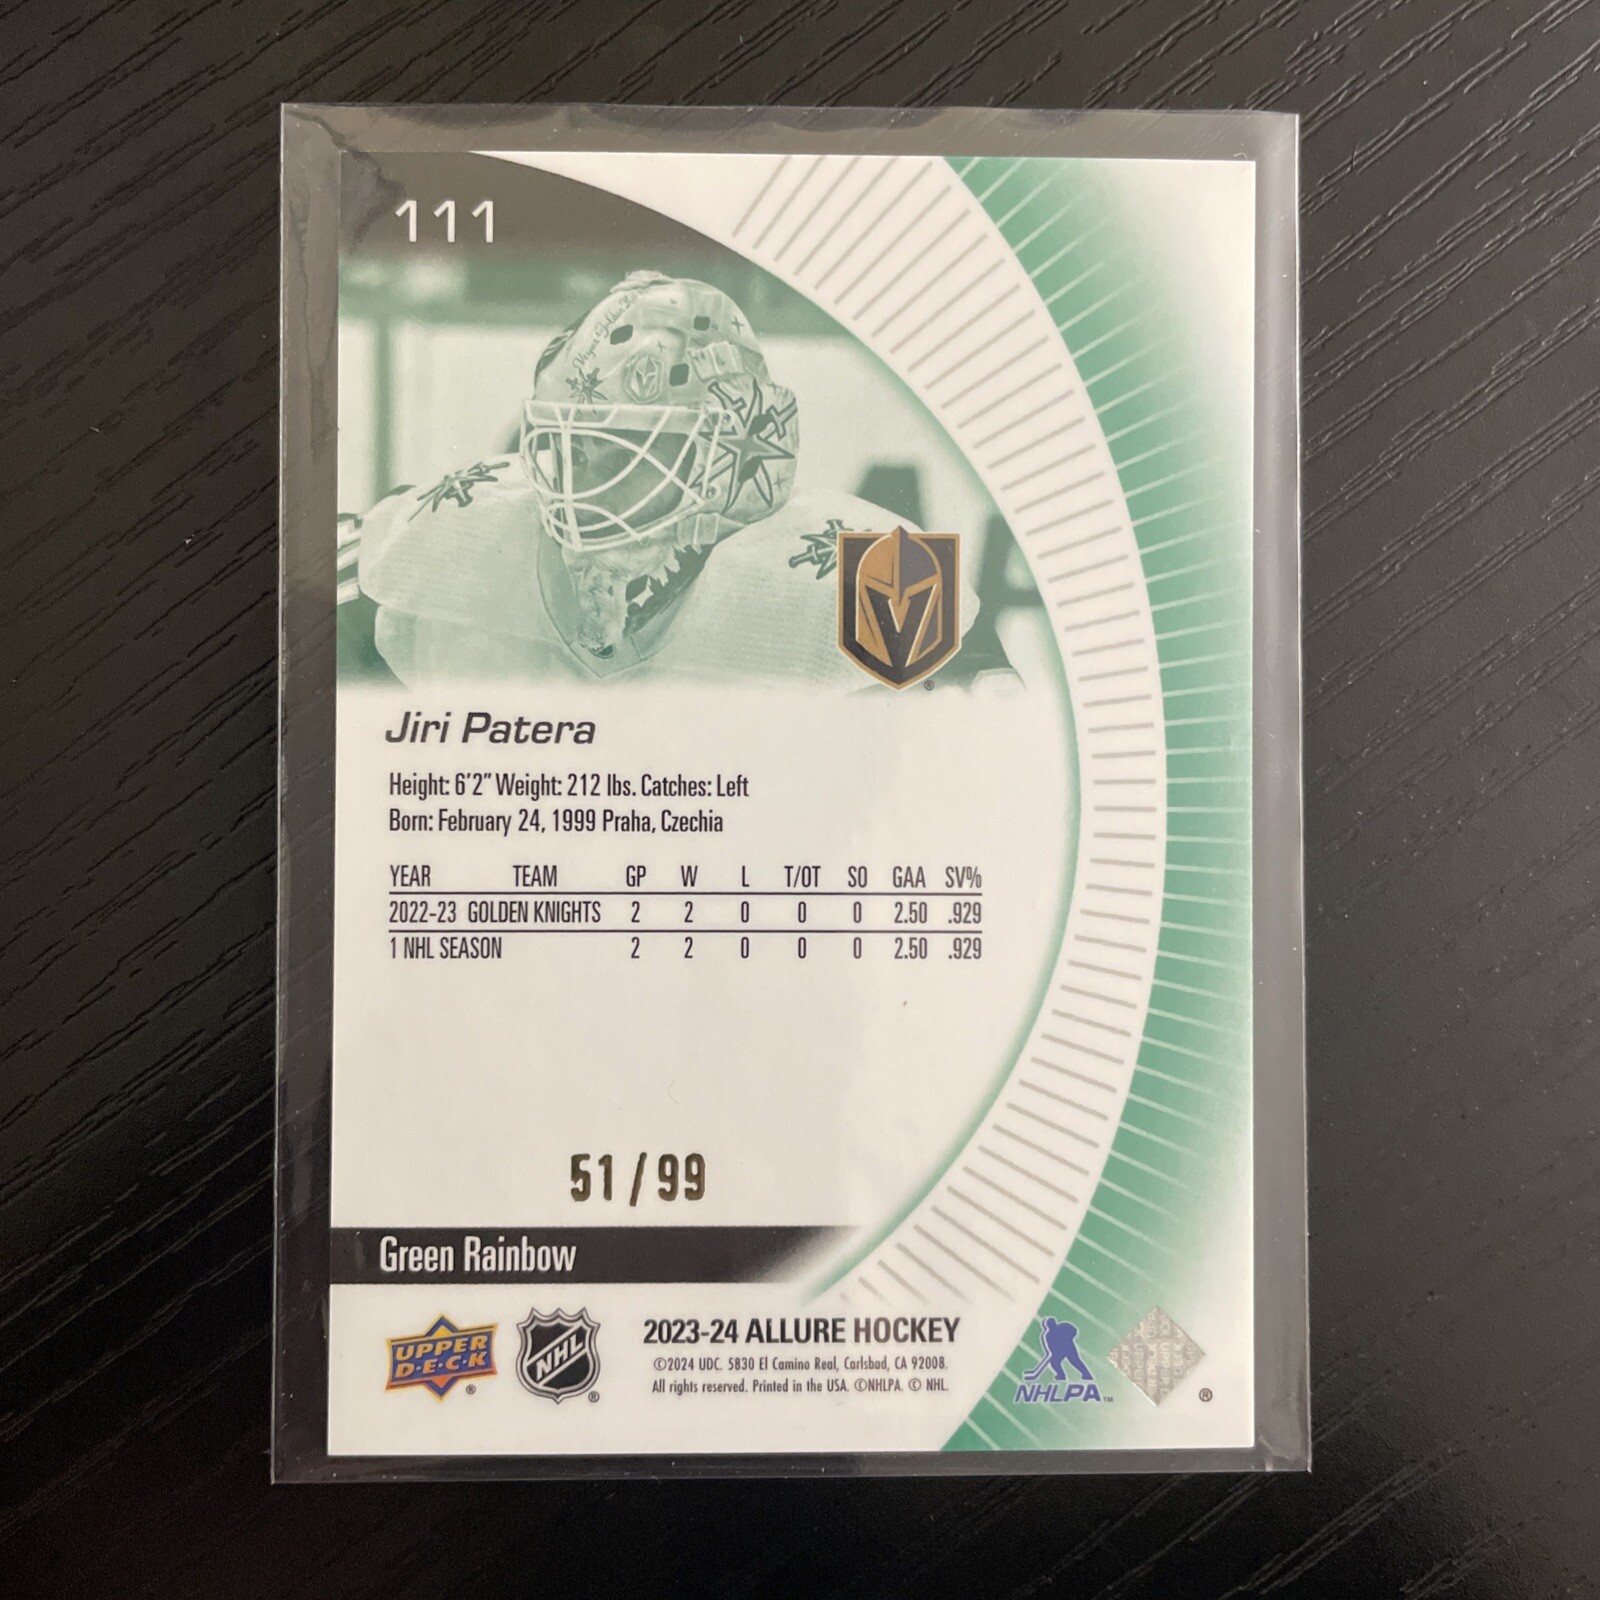 111
Vegas Golden
Jiri Patera
Height: 6'2" Weight: 212 lbs. Catches: Left
Born: February 24, 1999 Praha, Czechia
YEAR TEAM GP W L T/OT SO GAA SV%
2022-23 GOLDEN KNIGHTS 2 2 0 0 0 2.50 .929
1 NHL SEASON 2 2 0 0 0 2.50 .929
51/99
Green Rainbow
UPPER D·E·C·K ®
NHL ®
2023-24 ALLURE HOCKEY
©2024 UDC. 5830 El Camino Real, Carlsbad, CA 92008.
All rights reserved. Printed in the USA. ©NHLPA. © NHL.
NHLPA™
®